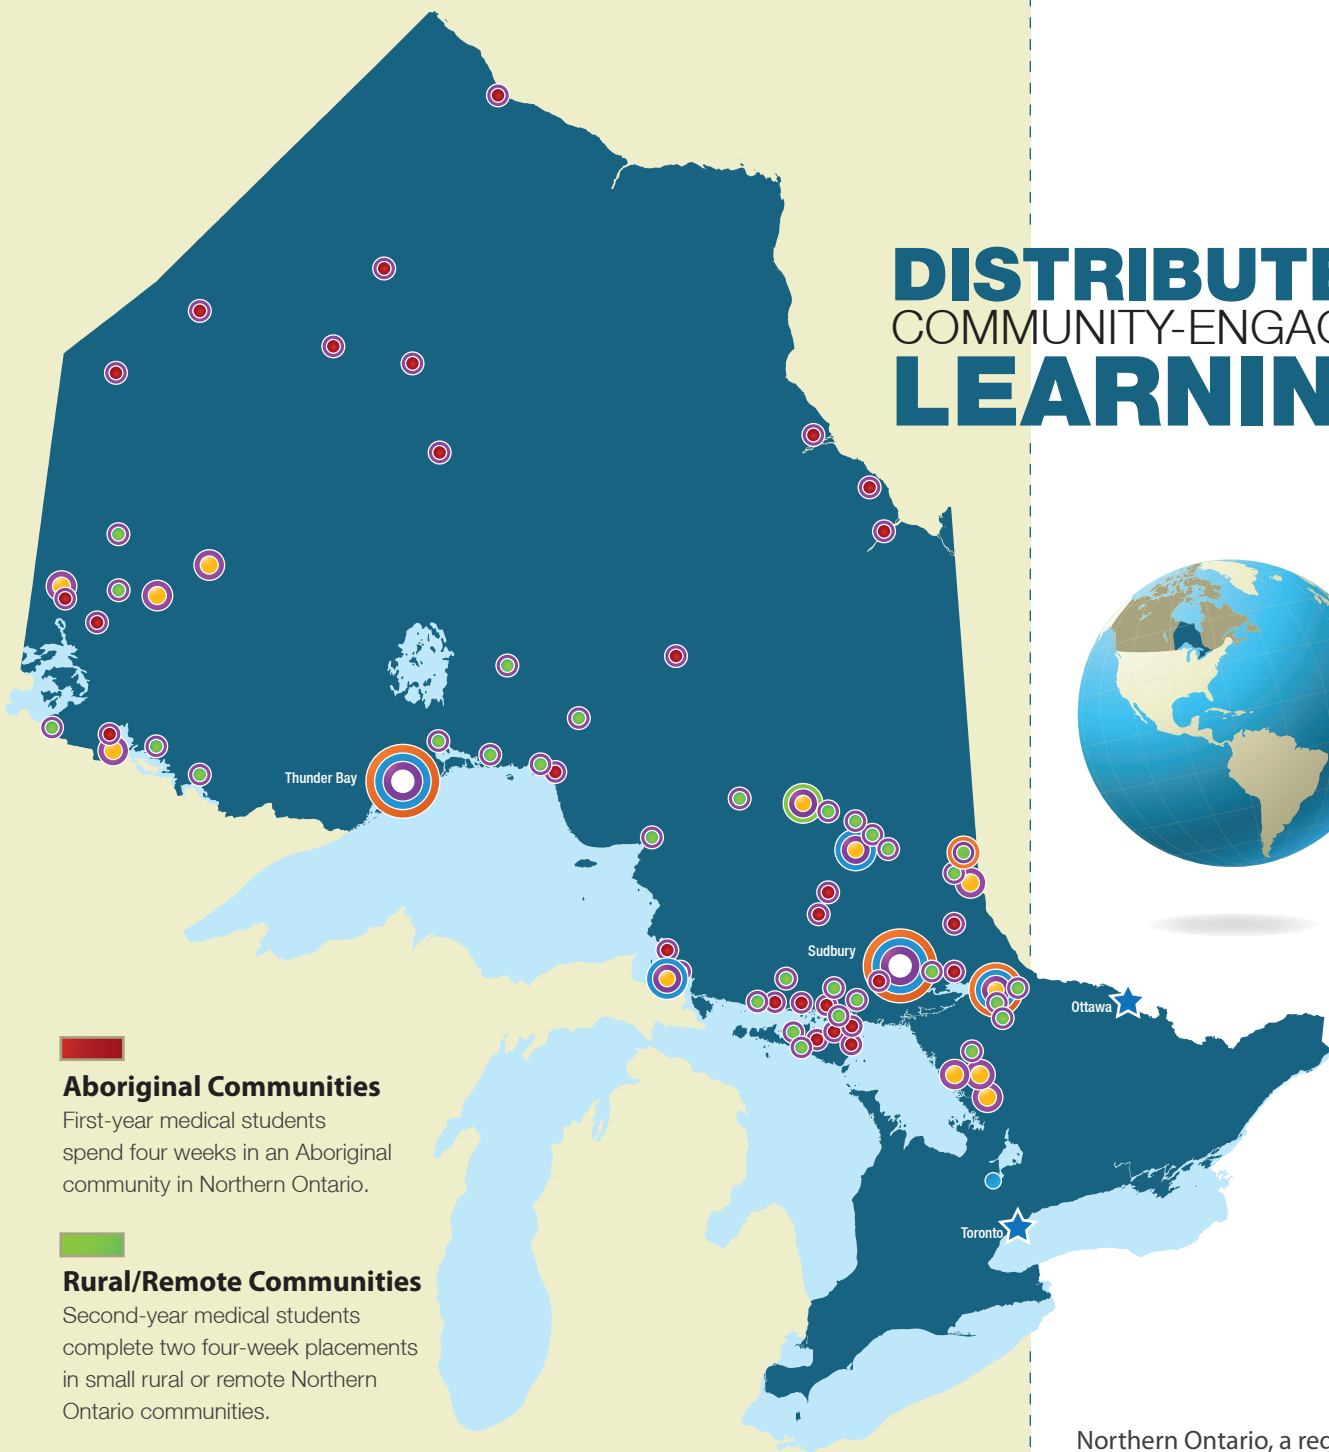 DISTRIBUTE
COMMUNITY-ENGAG
LEARNIN
Thunder Bay
Sudbury
Ottawa
Toronto
Aboriginal Communities
First-year medical students
spend four weeks in an Aboriginal
community in Northern Ontario.
Rural/Remote Communities
Second-year medical students
complete two four-week placements
in small rural or remote Northern
Ontario communities.
Northern Ontario, a rec